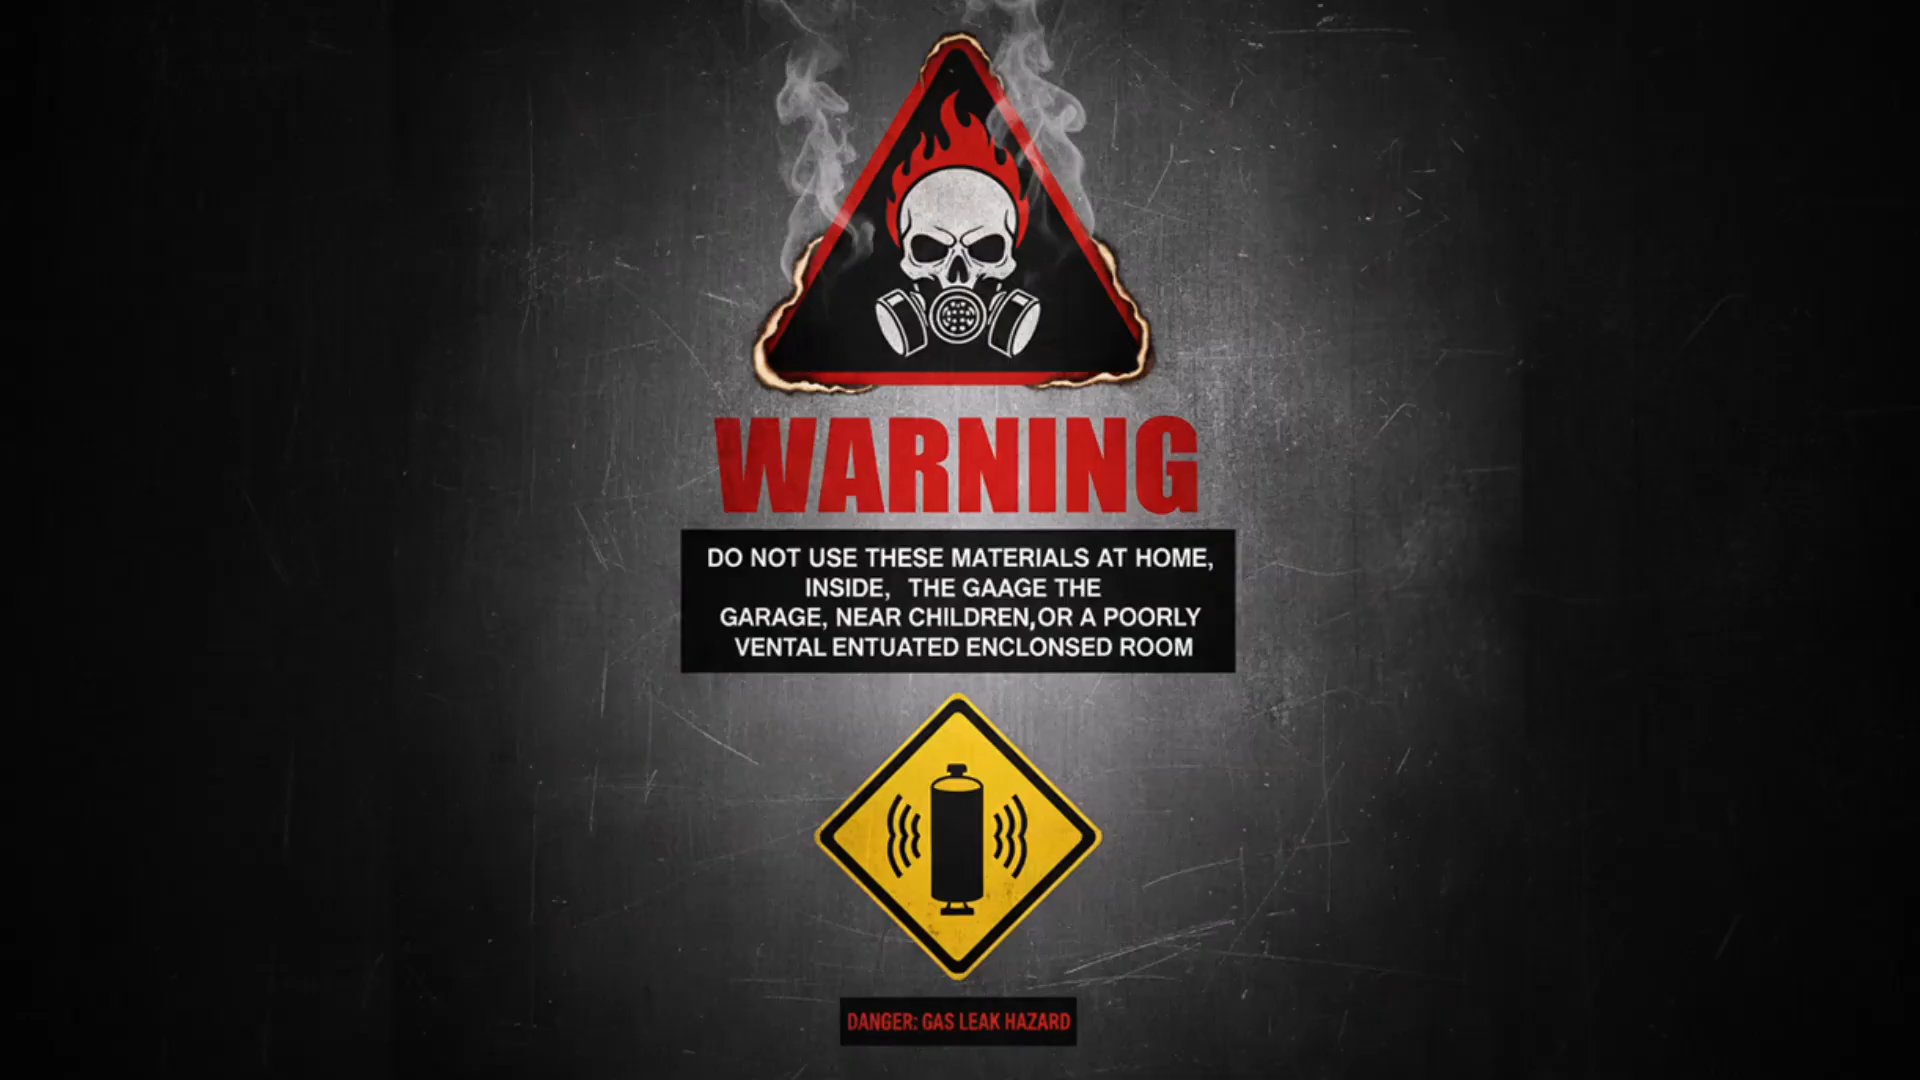 WARNING
DO NOT USE THESE MATERIALS AT HOME,
INSIDE, THE GAAGE THE
GARAGE, NEAR CHILDREN,OR A POORLY
VENTAL ENTUATED ENCLONSED ROOM
DANGER: GAS LEAK HAZARD